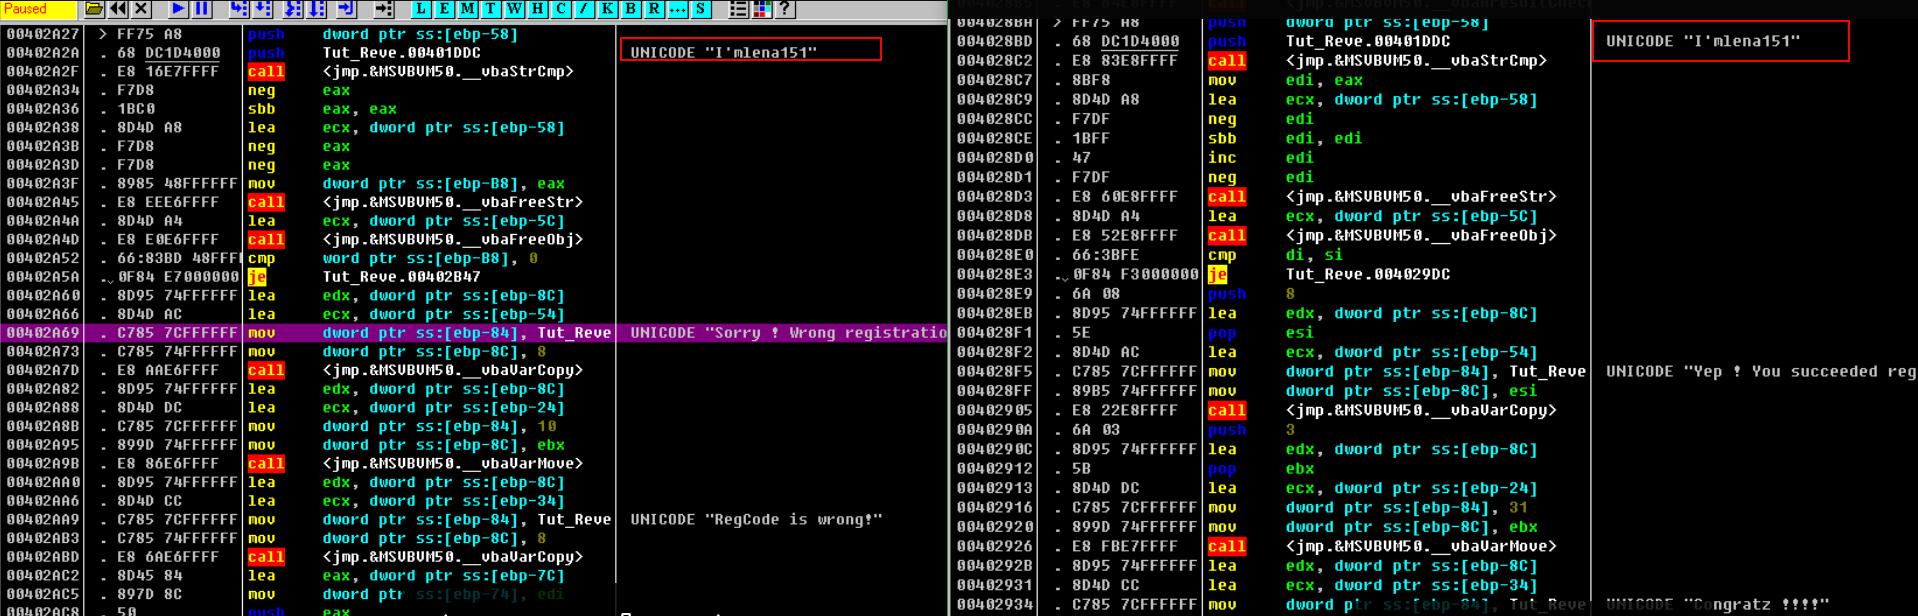 Paused L E M T W H C / K B R ... S ?
00402A27 > FF75 A8 push dword ptr ss:[ebp-58]
00402A2A . 68 DC1D4000 push Tut_Reve.00401DDC UNICODE "I'mlena151"
00402A2F . E8 16E7FFFF call <jmp.&MSVBVM50.__vbaStrCmp>
00402A34 . F7D8 neg eax
00402A36 . 1BC0 sbb eax, eax
00402A38 . 8D4D A8 lea ecx, dword ptr ss:[ebp-58]
00402A3B . F7D8 neg eax
00402A3D . F7D8 neg eax
00402A3F . 8985 48FFFFFF mov dword ptr ss:[ebp-B8], eax
00402A45 . E8 EEE6FFFF call <jmp.&MSVBVM50.__vbaFreeStr>
00402A4A . 8D4D A4 lea ecx, dword ptr ss:[ebp-5C]
00402A4D . E8 E0E6FFFF call <jmp.&MSVBVM50.__vbaFreeObj>
00402A52 . 66:83BD 48FFF cmp word ptr ss:[ebp-B8], 0
00402A5A . 0F84 E7000000 je Tut_Reve.00402B47
00402A60 . 8D95 74FFFFFF lea edx, dword ptr ss:[ebp-8C]
00402A66 . 8D4D AC lea ecx, dword ptr ss:[ebp-54]
00402A69 . C785 7CFFFFFF mov dword ptr ss:[ebp-84], Tut_Reve UNICODE "Sorry ! Wrong registratio
00402A73 . C785 74FFFFFF mov dword ptr ss:[ebp-8C], 8
00402A7D . E8 AAE6FFFF call <jmp.&MSVBVM50.__vbaVarCopy>
00402A82 . 8D95 74FFFFFF lea edx, dword ptr ss:[ebp-8C]
00402A88 . 8D4D DC lea ecx, dword ptr ss:[ebp-24]
00402A8B . C785 7CFFFFFF mov dword ptr ss:[ebp-84], 10
00402A95 . 899D 74FFFFFF mov dword ptr ss:[ebp-8C], ebx
00402A9B . E8 86E6FFFF call <jmp.&MSVBVM50.__vbaVarMove>
00402AA0 . 8D95 74FFFFFF lea edx, dword ptr ss:[ebp-8C]
00402AA6 . 8D4D CC lea ecx, dword ptr ss:[ebp-34]
00402AA9 . C785 7CFFFFFF mov dword ptr ss:[ebp-84], Tut_Reve UNICODE "RegCode is wrong!"
00402AB3 . C785 74FFFFFF mov dword ptr ss:[ebp-8C], 8
00402ABD . E8 6AE6FFFF call <jmp.&MSVBVM50.__vbaVarCopy>
00402AC2 . 8D45 84 lea eax, dword ptr ss:[ebp-7C]
00402AC5 . 897D 8C mov dword ptr ss:[ebp-74], edi
00402AC8 . 50 push eax
004028BA > FF75 A8 push dword ptr ss:[ebp-58]
004028BD . 68 DC1D4000 push Tut_Reve.00401DDC UNICODE "I'mlena151"
004028C2 . E8 83E8FFFF call <jmp.&MSVBVM50.__vbaStrCmp>
004028C7 . 8BF8 mov edi, eax
004028C9 . 8D4D A8 lea ecx, dword ptr ss:[ebp-58]
004028CC . F7DF neg edi
004028CE . 1BFF sbb edi, edi
004028D0 . 47 inc edi
004028D1 . F7DF neg edi
004028D3 . E8 60E8FFFF call <jmp.&MSVBVM50.__vbaFreeStr>
004028D8 . 8D4D A4 lea ecx, dword ptr ss:[ebp-5C]
004028DB . E8 52E8FFFF call <jmp.&MSVBVM50.__vbaFreeObj>
004028E0 . 66:3BFE cmp di, si
004028E3 . 0F84 F3000000 je Tut_Reve.004029DC
004028E9 . 6A 08 push 8
004028EB . 8D95 74FFFFFF lea edx, dword ptr ss:[ebp-8C]
004028F1 . 5E pop esi
004028F2 . 8D4D AC lea ecx, dword ptr ss:[ebp-54]
004028F5 . C785 7CFFFFFF mov dword ptr ss:[ebp-84], Tut_Reve UNICODE "Yep ! You succeeded reg
004028FF . 89B5 74FFFFFF mov dword ptr ss:[ebp-8C], esi
00402905 . E8 22E8FFFF call <jmp.&MSVBVM50.__vbaVarCopy>
0040290A . 6A 03 push 3
0040290C . 8D95 74FFFFFF lea edx, dword ptr ss:[ebp-8C]
00402912 . 5B pop ebx
00402913 . 8D4D DC lea ecx, dword ptr ss:[ebp-24]
00402916 . C785 7CFFFFFF mov dword ptr ss:[ebp-84], 31
00402920 . 899D 74FFFFFF mov dword ptr ss:[ebp-8C], ebx
00402926 . E8 FBE7FFFF call <jmp.&MSVBVM50.__vbaVarMove>
0040292B . 8D95 74FFFFFF lea edx, dword ptr ss:[ebp-8C]
00402931 . 8D4D CC lea ecx, dword ptr ss:[ebp-34]
00402934 . C785 7CFFFFFF mov dword ptr ss:[ebp-84], Tut_Reve UNICODE "Congratz !!!!"